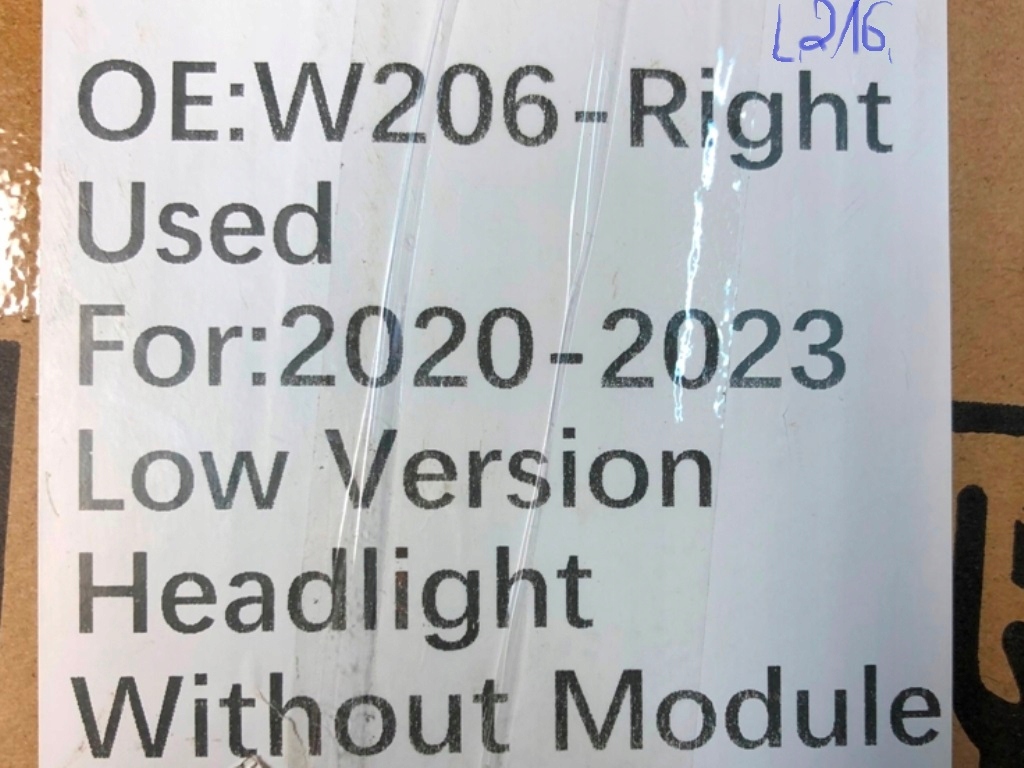 L216
OE:W206-Right
Used
For:2020-2023
Low Version
Headlight
Without Module